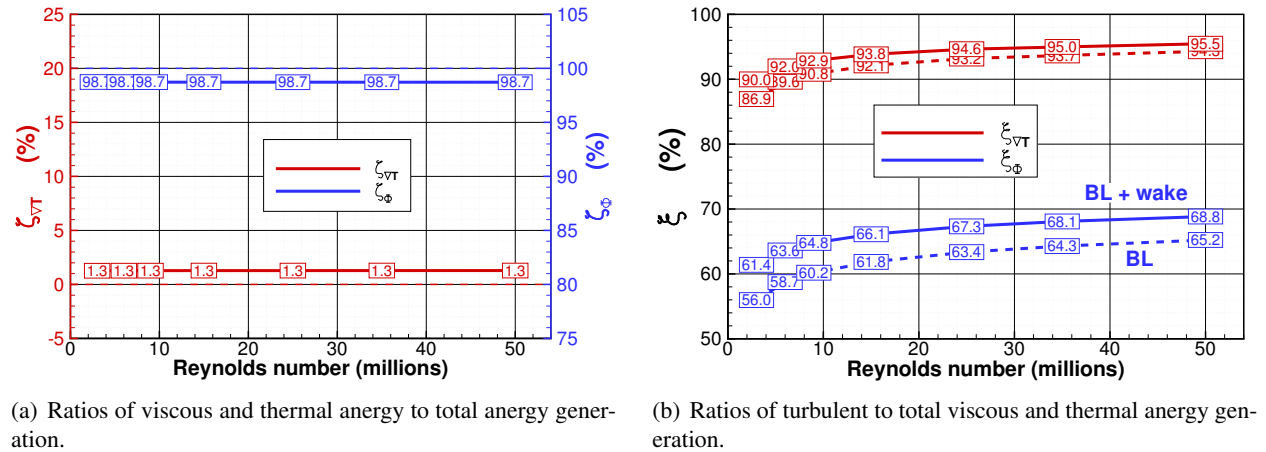 25
20
15
10
5
0
-5
ζ∇T (%)
105
100
95
90
85
80
75
ζΦ (%)
98.7 98.7 98.7 98.7 98.7 98.7
1.3 1.3 1.3 1.3 1.3 1.3 1.3
ζ∇T
ζΦ
0 10 20 30 40 50
Reynolds number (millions)
(a) Ratios of viscous and thermal anergy to total anergy gener-
ation.
100
90
80
70
60
50
ξ (%)
90.0 92.0 92.9 93.8 94.6 95.0 95.5
86.9 89.6 90.8 92.1 93.2 93.7
ξ∇T
ξΦ
BL + wake
61.4 63.6 64.8 66.1 67.3 68.1 68.8
56.0 58.7 60.2 61.8 63.4 64.3 65.2
BL
0 10 20 30 40 50
Reynolds number (millions)
(b) Ratios of turbulent to total viscous and thermal anergy gen-
eration.